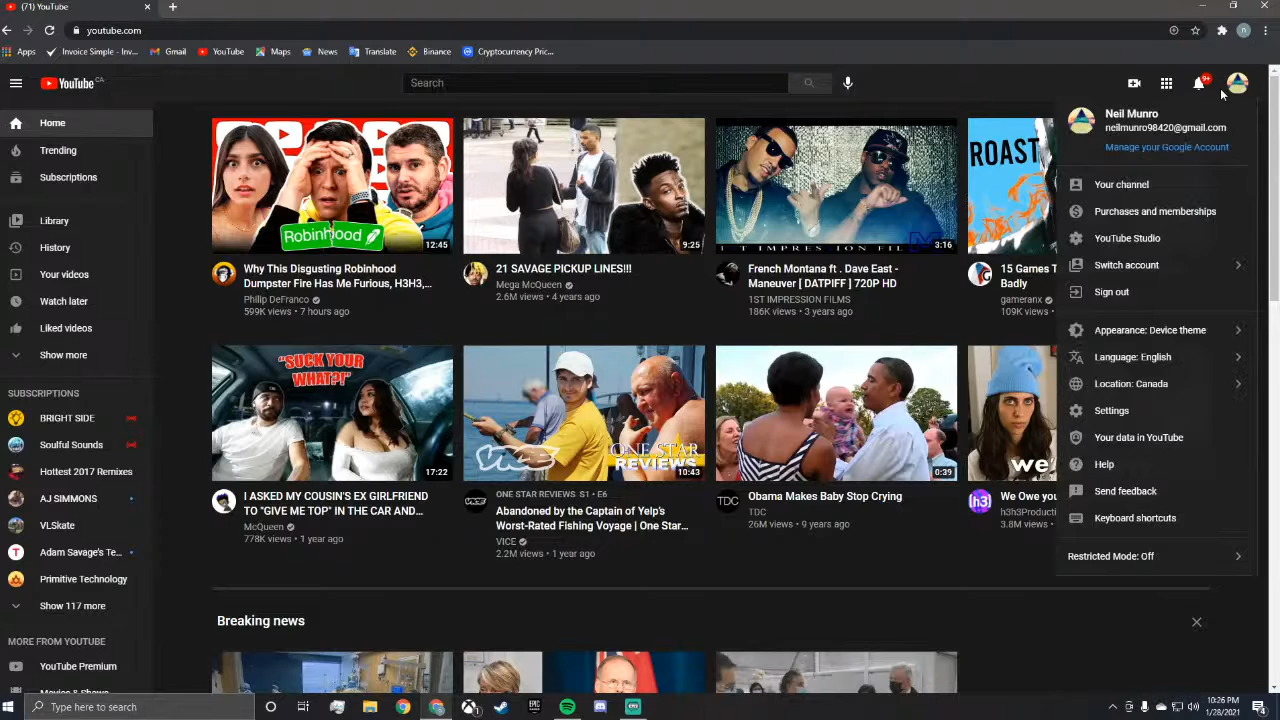 (71) YouTube
youtube.com
Apps
Invoice Simple - Inv...
Gmail
YouTube
Maps
News
Translate
Binance
Cryptocurrency Pric...
YouTube CA
Search
9+
Home
Trending
Subscriptions
Library
History
Your videos
Watch later
Liked videos
Show more
SUBSCRIPTIONS
BRIGHT SIDE
Soulful Sounds
Hottest 2017 Remixes
AJ SIMMONS
VLSkate
Adam Savage's Te...
Primitive Technology
Show 117 more
MORE FROM YOUTUBE
YouTube Premium
Robinhood
12:45
Why This Disgusting Robinhood
Dumpster Fire Has Me Furious, H3H3,...
Philip DeFranco
599K views • 7 hours ago
9:25
21 SAVAGE PICKUP LINES!!!
Mega McQueen
2.6M views • 4 years ago
3:16
French Montana ft . Dave East -
Maneuver [ DATPIFF ] 720P HD
1ST IMPRESSION FILMS
186K views • 3 years ago
ROAST
15 Games T
Badly
gameranx
109K views
"SUCK YOUR
WHAT?!"
17:22
I ASKED MY COUSIN'S EX GIRLFRIEND
TO "GIVE ME TOP" IN THE CAR AND...
McQueen
778K views • 1 year ago
VICE
ONE STAR
REVIEWS
10:43
ONE STAR REVIEWS S1 • E6
Abandoned by the Captain of Yelp's
Worst-Rated Fishing Voyage | One Star...
VICE
2.2M views • 1 year ago
0:39
TDC
Obama Makes Baby Stop Crying
TDC
26M views • 9 years ago
we'
h3
We Owe you
h3h3Producti
3.8M views
Breaking news
Neil Munro
neilmunro98420@gmail.com
Manage your Google Account
Your channel
Purchases and memberships
YouTube Studio
Switch account
Sign out
Appearance: Device theme
Language: English
Location: Canada
Settings
Your data in YouTube
Help
Send feedback
Keyboard shortcuts
Restricted Mode: Off
Type here to search
10:26 PM
1/28/2021